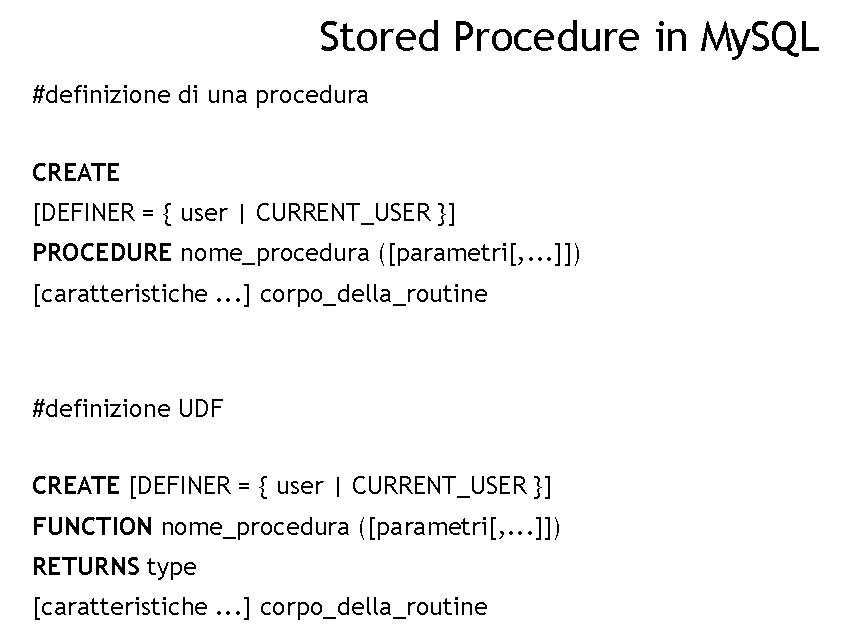 Stored Procedure in MySQL
#definizione di una procedura
CREATE
[DEFINER = { user | CURRENT_USER }]
PROCEDURE nome_procedura ([parametri[,...]])
[caratteristiche ...] corpo_della_routine
#definizione UDF
CREATE [DEFINER = { user | CURRENT_USER }]
FUNCTION nome_procedura ([parametri[,...]])
RETURNS type
[caratteristiche ...] corpo_della_routine